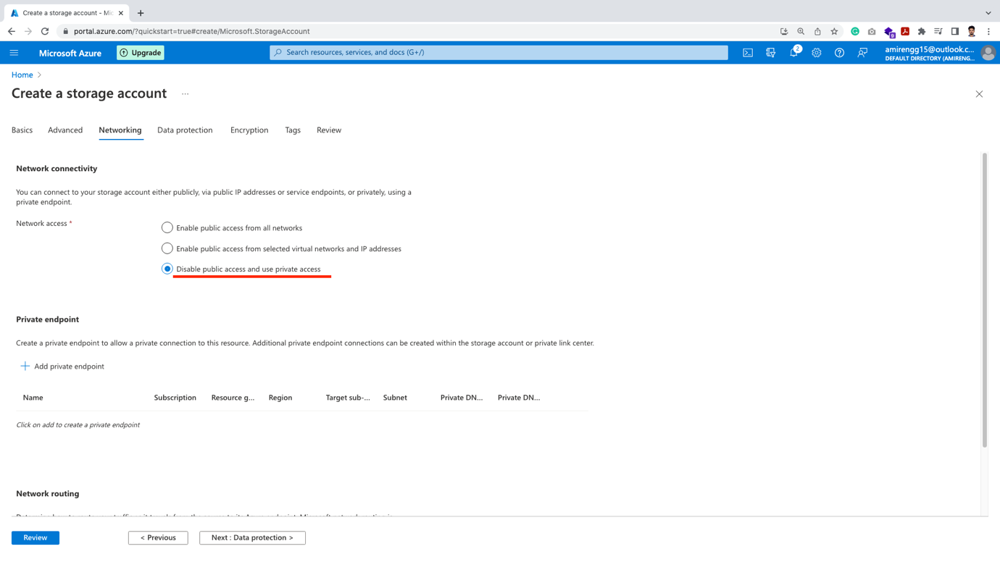 Create a storage account - Mic
portal.azure.com/?quickstart=true#create/Microsoft.StorageAccount
Microsoft Azure
Upgrade
Search resources, services, and docs (G+/)
2
amirengg15@outlook.c...
DEFAULT DIRECTORY (AMIRENG...
Home
Create a storage account
Basics Advanced Networking Data protection Encryption Tags Review
Network connectivity
You can connect to your storage account either publicly, via public IP addresses or service endpoints, or privately, using a
private endpoint.
Network access *
Enable public access from all networks
Enable public access from selected virtual networks and IP addresses
Disable public access and use private access
Private endpoint
Create a private endpoint to allow a private connection to this resource. Additional private endpoint connections can be created within the storage account or private link center.
Add private endpoint
Name Subscription Resource g... Region Target sub-... Subnet Private DN... Private DN...
Click on add to create a private endpoint
Network routing
Review < Previous Next : Data protection >